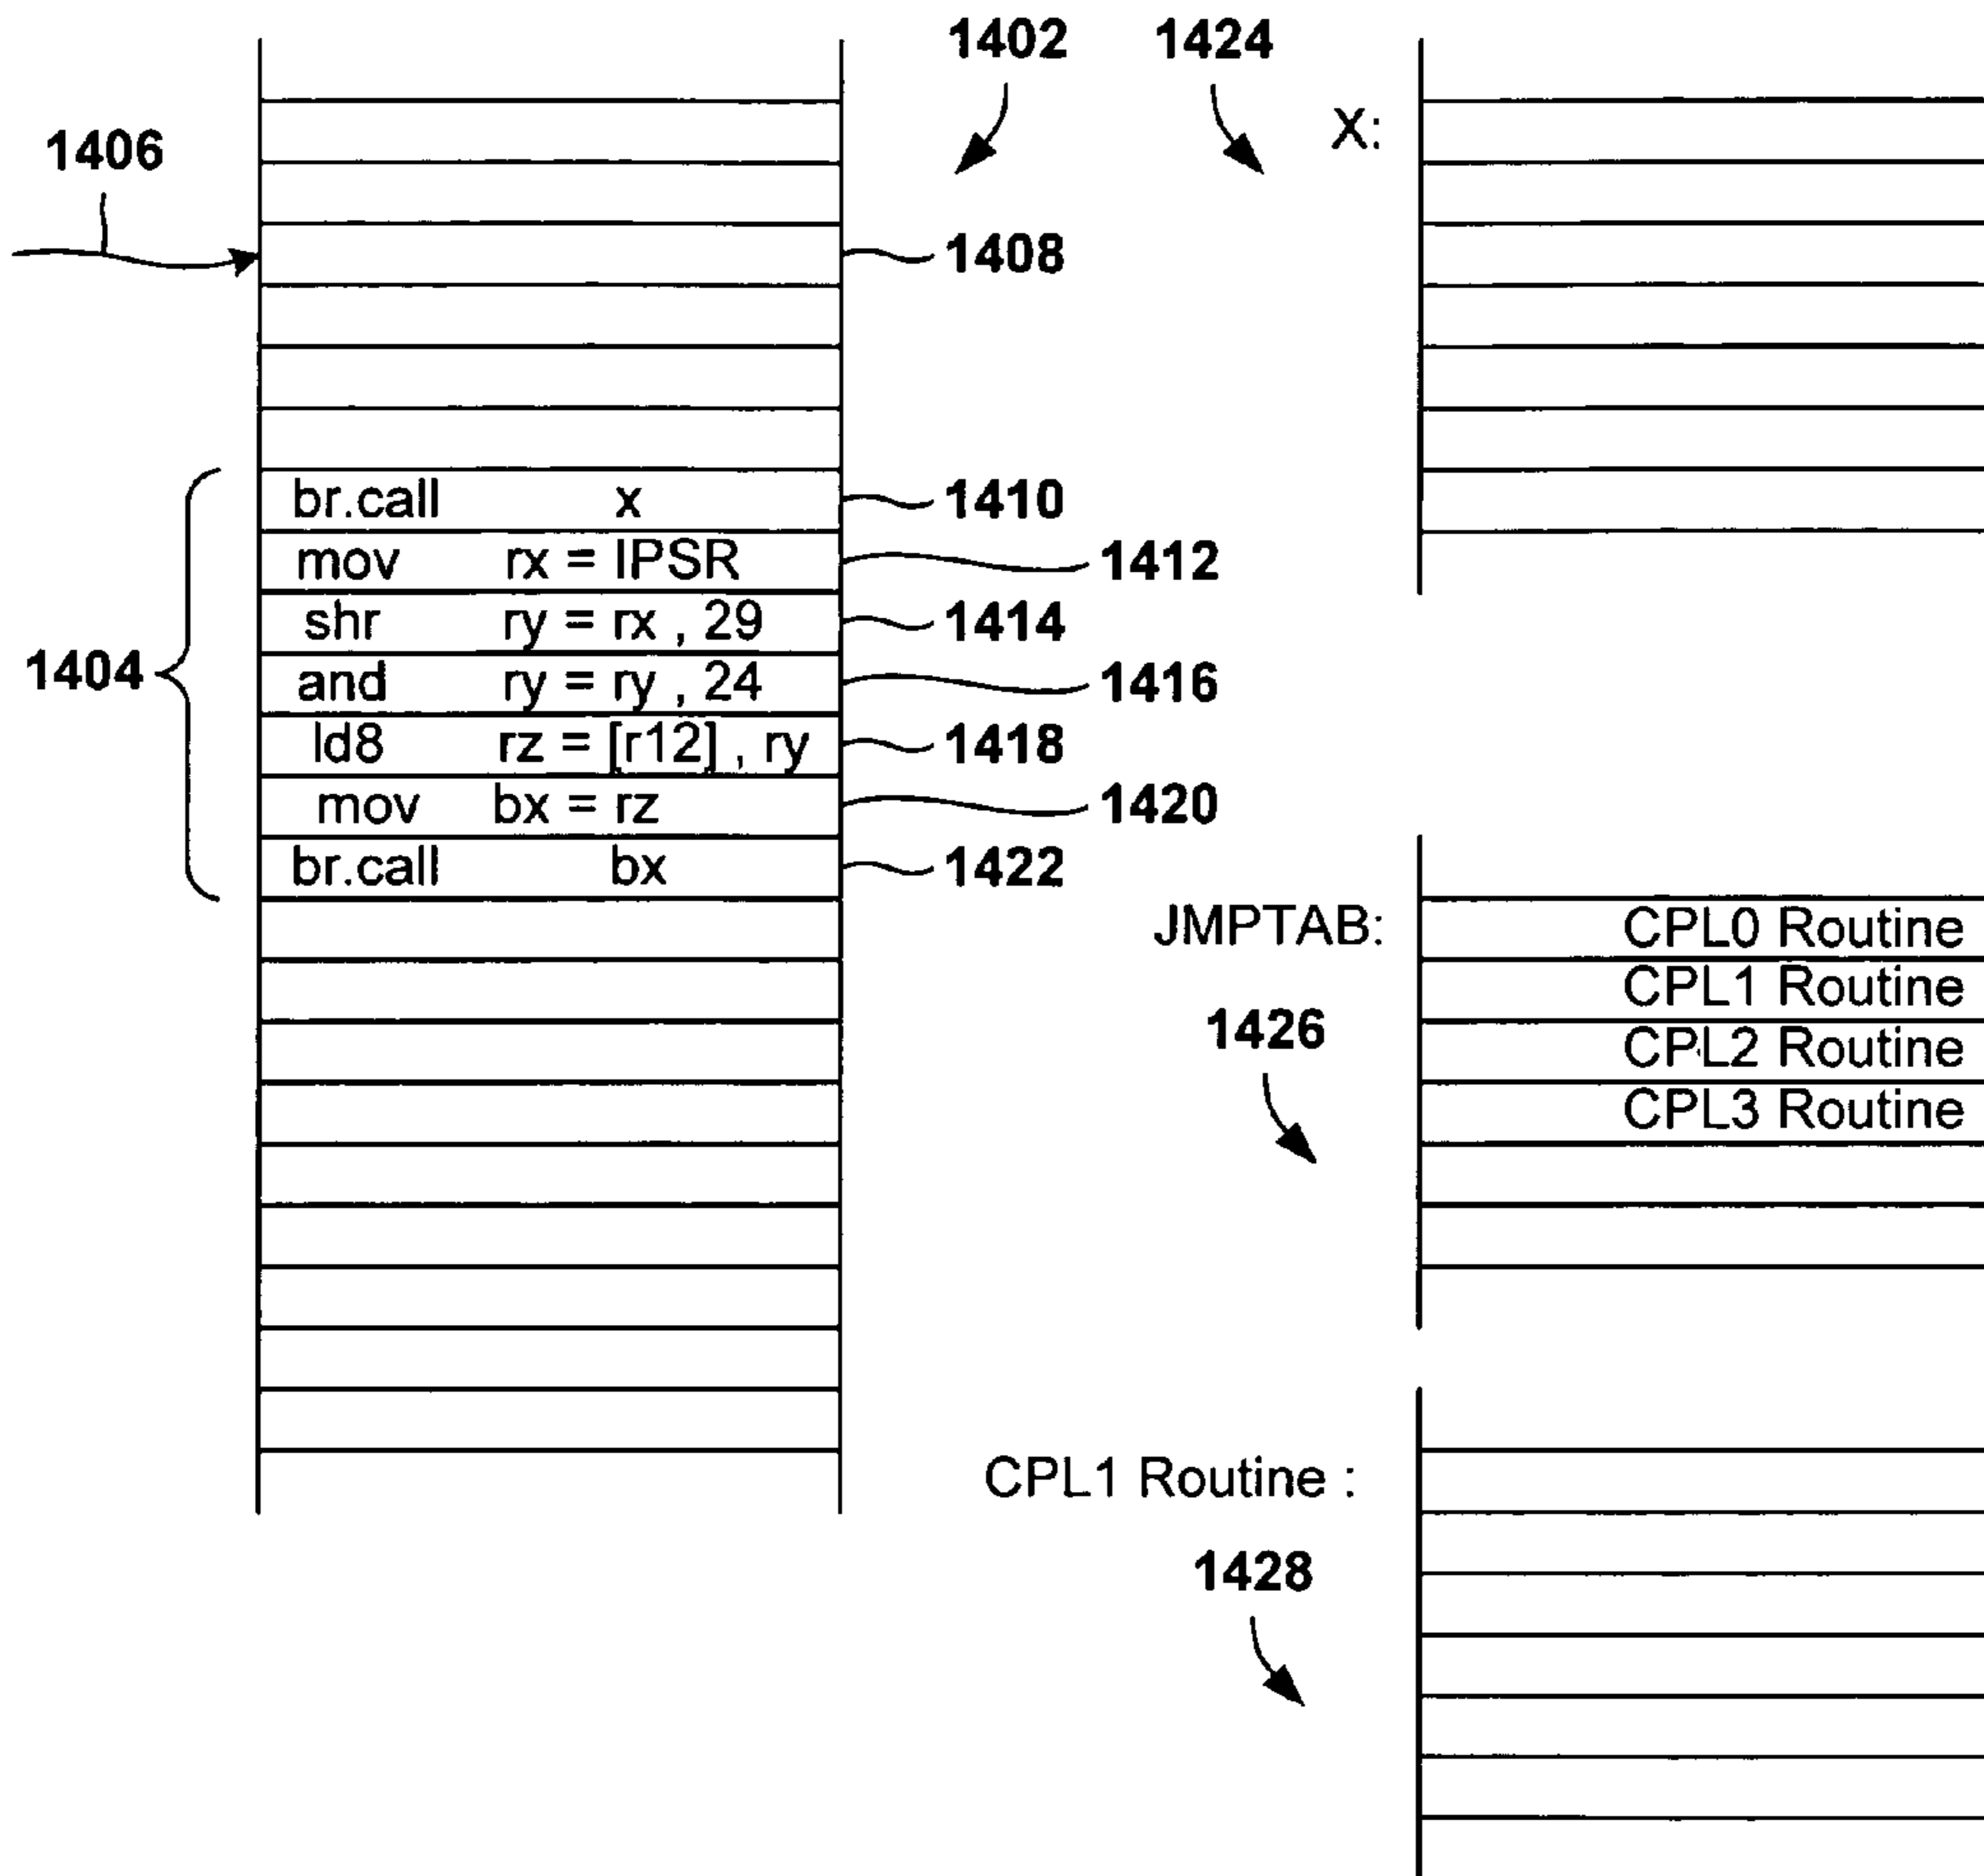 1402 1424
X:
1406
1408
br.call x 1410
mov rx = IPSR 1412
shr ry = rx , 29 1414
1404
and ry = ry , 24 1416
ld8 rz = [r12] , ry 1418
mov bx = rz 1420
br.call bx 1422
JMPTAB: CPL0 Routine
CPL1 Routine
1426
CPL2 Routine
CPL3 Routine
CPL1 Routine :
1428